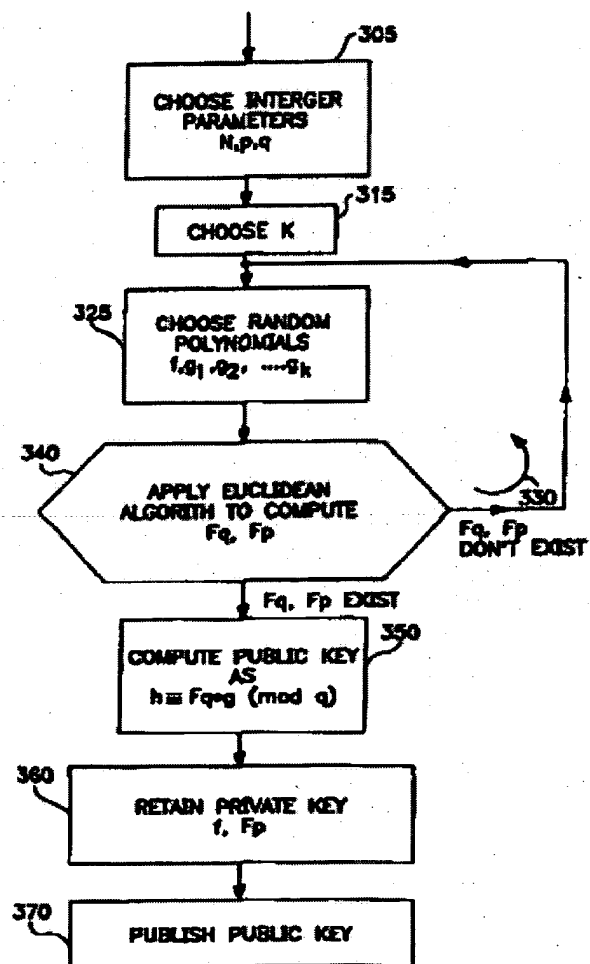 305
CHOOSE INTERGER
PARAMETERS
N,p,q
315
CHOOSE K
325
CHOOSE RANDOM
POLYNOMIALS
f,g1,g2, ....gk
340
APPLY EUCLIDEAN
ALGORITH TO COMPUTE
Fq, Fp
330
Fq, Fp
DON'T EXIST
Fq, Fp EXIST
350
COMPUTE PUBLIC KEY
AS
h≡Fq*g (mod q)
360
RETAIN PRIVATE KEY
f, Fp
370
PUBLISH PUBLIC KEY